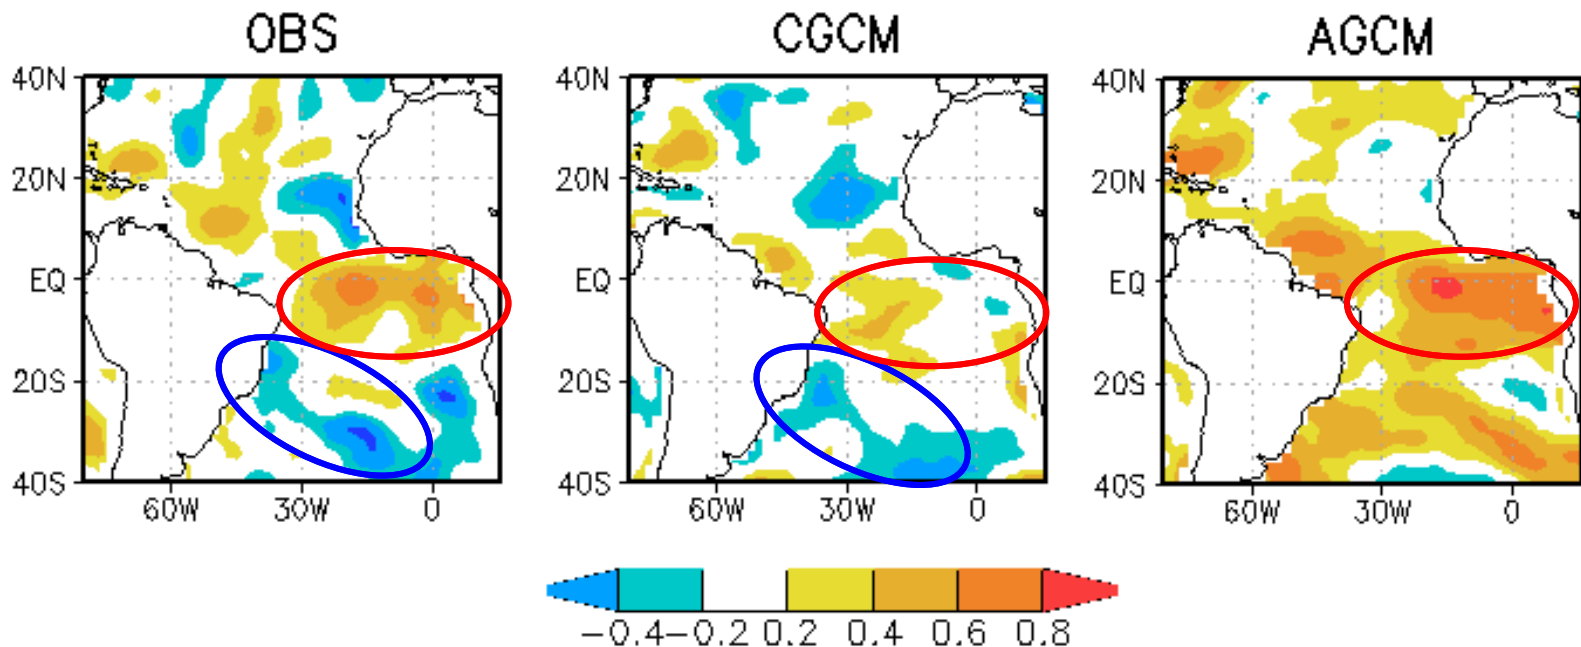 OBS CGCM AGCM
40N 40N 40N
20N 20N 20N
EQ EQ EQ
20S 20S 20S
40S 40S 40S
60W 30W 0 60W 30W 0 60W 30W 0
−0.4 −0.2 0.2 0.4 0.6 0.8